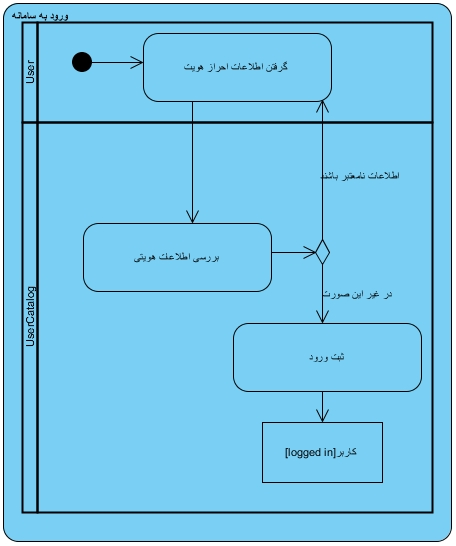 ورود به سامانه
User
گرفتن اطلاعات احراز هویت
اطلاعات نامعتبر باشند
UserCatalog
بررسی اطلاعات هویتی
در غیر این صورت
ثبت ورود
کاربر[logged in]